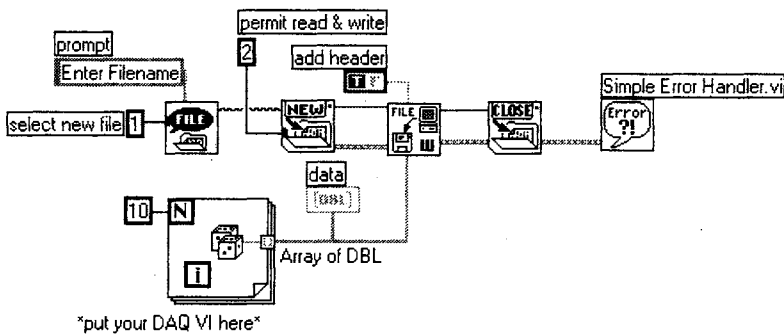 permit read & write
prompt
2
add header
Enter Filename
T F
Simple Error Handler.vi
select new file
1
FILE
NEW
FILE
W
CLOSE
Error
?!
data
[DBL]
10
N
i
Array of DBL
*put your DAQ VI here*